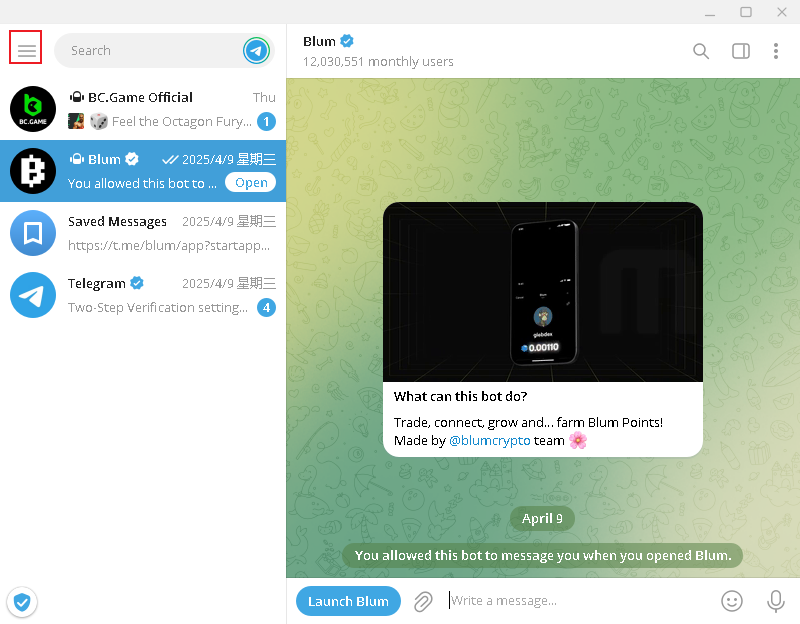 Search
BC.Game Official Thu
BC.GAME
Feel the Octagon Fury... 1
Blum 2025/4/9 星期三
You allowed this bot to ... Open
Saved Messages 2025/4/9 星期三
https://t.me/blum/app?startapp...
Telegram 2025/4/9 星期三
Two-Step Verification setting... 4
Blum
12,030,551 monthly users
glebdex
0.00110
What can this bot do?
Trade, connect, grow and... farm Blum Points!
Made by @blumcrypto team
April 9
You allowed this bot to message you when you opened Blum.
Launch Blum
Write a message...